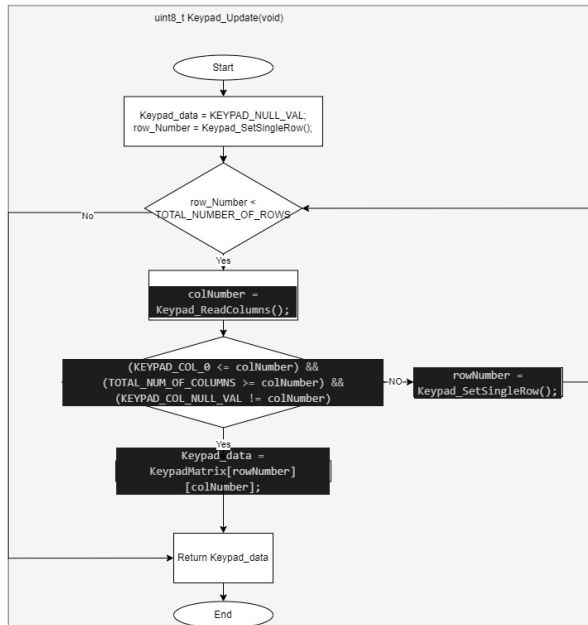 uint8_t Keypad_Update(void)
Start
Keypad_data = KEYPAD_NULL_VAL;
row_Number = Keypad_SetSingleRow();
row_Number <
TOTAL_NUMBER_OF_ROWS
No
Yes
colNumber =
Keypad_ReadColumns();
(KEYPAD_COL_0 <= colNumber) &&
(TOTAL_NUM_OF_COLUMNS >= colNumber) &&
(KEYPAD_COL_NULL_VAL != colNumber)
NO
rowNumber =
Keypad_SetSingleRow();
Yes
Keypad_data =
KeypadMatrix[rowNumber]
[colNumber];
Return Keypad_data
End